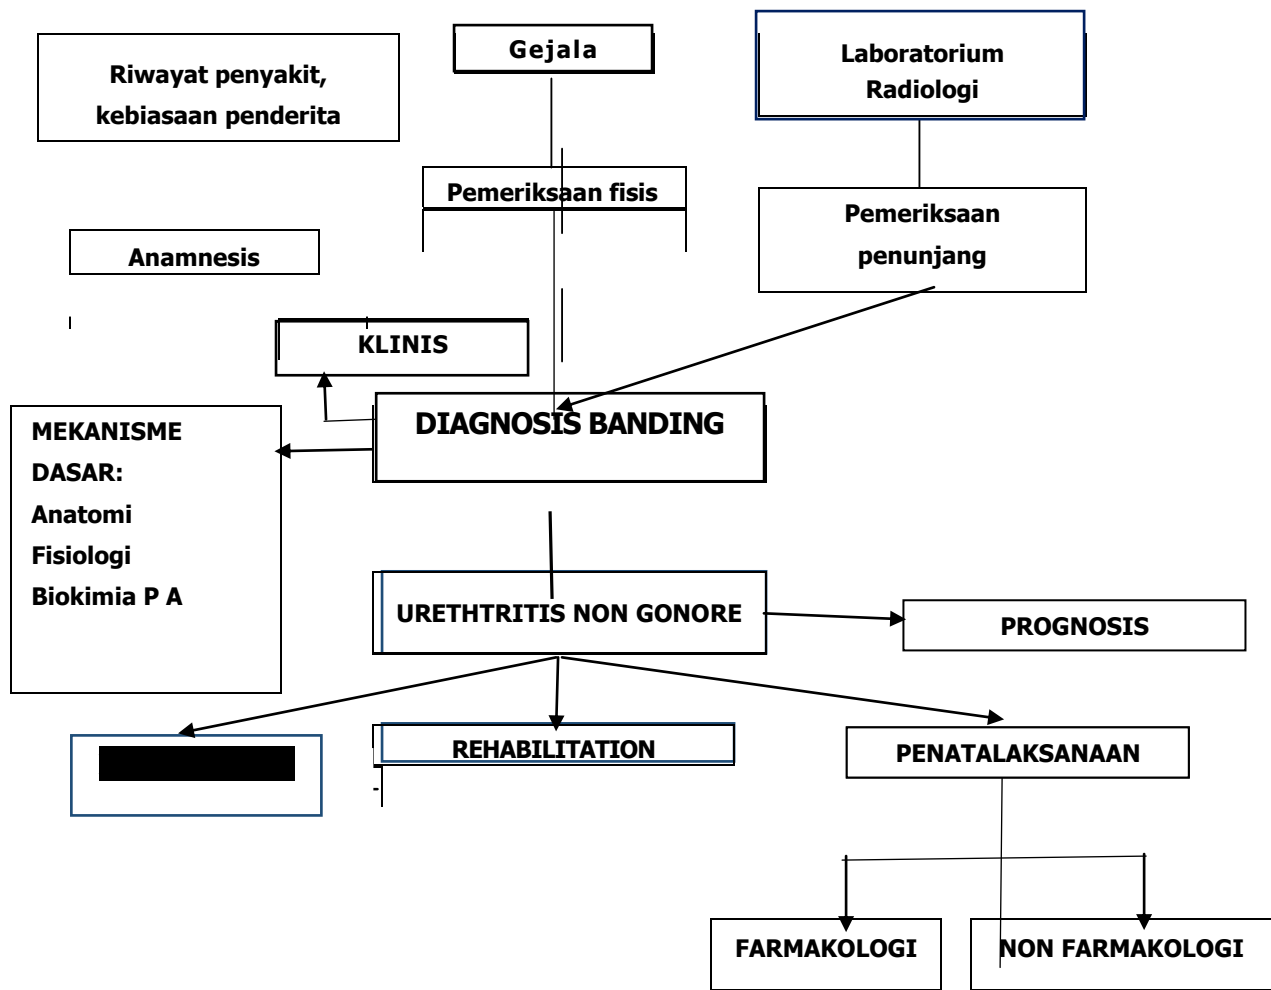 Riwayat penyakit,
kebiasaan penderita
Gejala
Laboratorium
Radiologi
Pemeriksaan fisis
Pemeriksaan
penunjang
Anamnesis
KLINIS
DIAGNOSIS BANDING
MEKANISME
DASAR:
Anatomi
Fisiologi
Biokimia P A
URETHTRITIS NON GONORE
PROGNOSIS
REHABILITATION
-
PENATALAKSANAAN
FARMAKOLOGI
NON FARMAKOLOGI